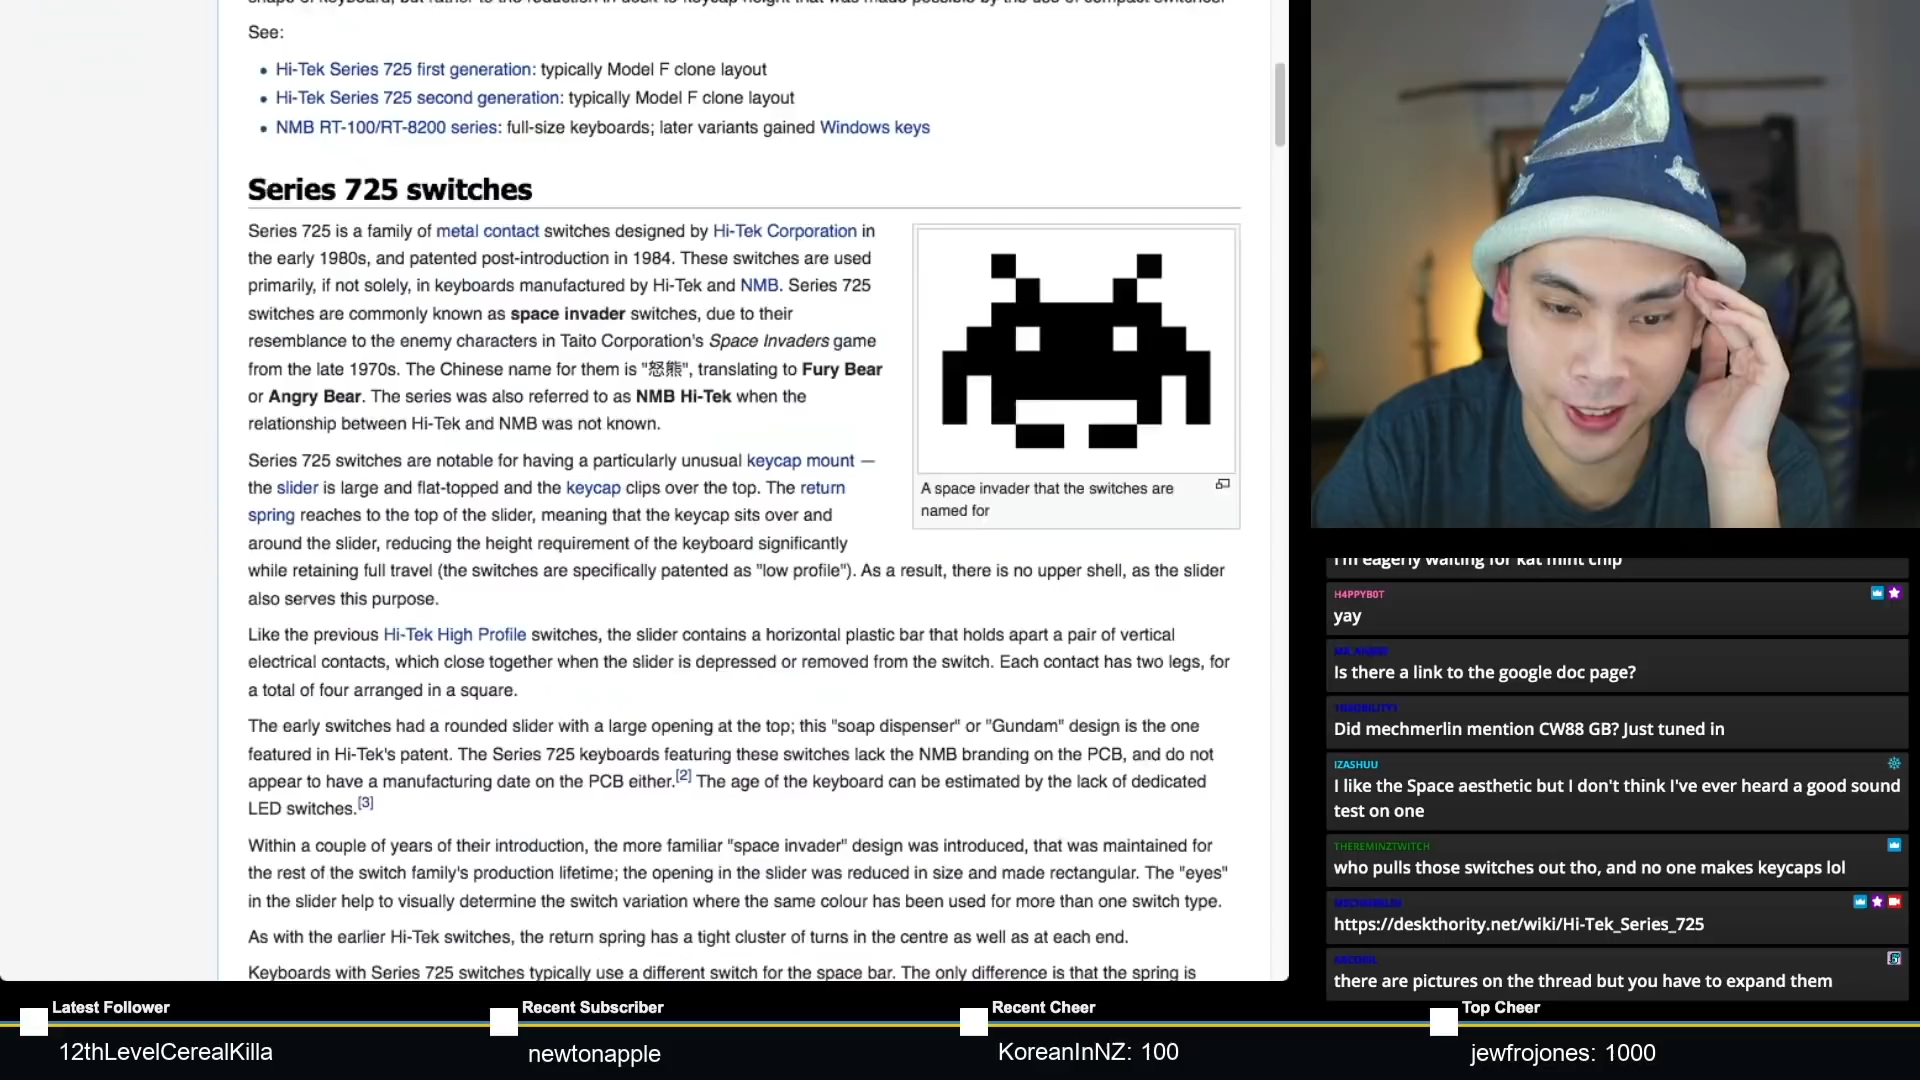 See:
• Hi-Tek Series 725 first generation: typically Model F clone layout
• Hi-Tek Series 725 second generation: typically Model F clone layout
• NMB RT-100/RT-8200 series: full-size keyboards; later variants gained Windows keys
Series 725 switches
Series 725 is a family of metal contact switches designed by Hi-Tek Corporation in
the early 1980s, and patented post-introduction in 1984. These switches are used
primarily, if not solely, in keyboards manufactured by Hi-Tek and NMB. Series 725
switches are commonly known as space invader switches, due to their
resemblance to the enemy characters in Taito Corporation's Space Invaders game
from the late 1970s. The Chinese name for them is "怒熊", translating to Fury Bear
or Angry Bear. The series was also referred to as NMB Hi-Tek when the
relationship between Hi-Tek and NMB was not known.
A space invader that the switches are
named for
Series 725 switches are notable for having a particularly unusual keycap mount —
the slider is large and flat-topped and the keycap clips over the top. The return
spring reaches to the top of the slider, meaning that the keycap sits over and
around the slider, reducing the height requirement of the keyboard significantly
while retaining full travel (the switches are specifically patented as "low profile"). As a result, there is no upper shell, as the slider
also serves this purpose.
Like the previous Hi-Tek High Profile switches, the slider contains a horizontal plastic bar that holds apart a pair of vertical
electrical contacts, which close together when the slider is depressed or removed from the switch. Each contact has two legs, for
a total of four arranged in a square.
The early switches had a rounded slider with a large opening at the top; this "soap dispenser" or "Gundam" design is the one
featured in Hi-Tek's patent. The Series 725 keyboards featuring these switches lack the NMB branding on the PCB, and do not
appear to have a manufacturing date on the PCB either.[2] The age of the keyboard can be estimated by the lack of dedicated
LED switches.[3]
Within a couple of years of their introduction, the more familiar "space invader" design was introduced, that was maintained for
the rest of the switch family's production lifetime; the opening in the slider was reduced in size and made rectangular. The "eyes"
in the slider help to visually determine the switch variation where the same colour has been used for more than one switch type.
As with the earlier Hi-Tek switches, the return spring has a tight cluster of turns in the centre as well as at each end.
Keyboards with Series 725 switches typically use a different switch for the space bar. The only difference is that the spring is
I'm eagerly waiting for kat mint chip
H4PPYB0T
yay
Is there a link to the google doc page?
Did mechmerlin mention CW88 GB? Just tuned in
IZASHUU
I like the Space aesthetic but I don't think I've ever heard a good sound
test on one
THEREMINZTWITCH
who pulls those switches out tho, and no one makes keycaps lol
MECHMERLIN
https://deskthority.net/wiki/Hi-Tek_Series_725
there are pictures on the thread but you have to expand them
Latest Follower
12thLevelCerealKilla
Recent Subscriber
newtonapple
Recent Cheer
KoreanInNZ: 100
Top Cheer
jewfrojones: 1000